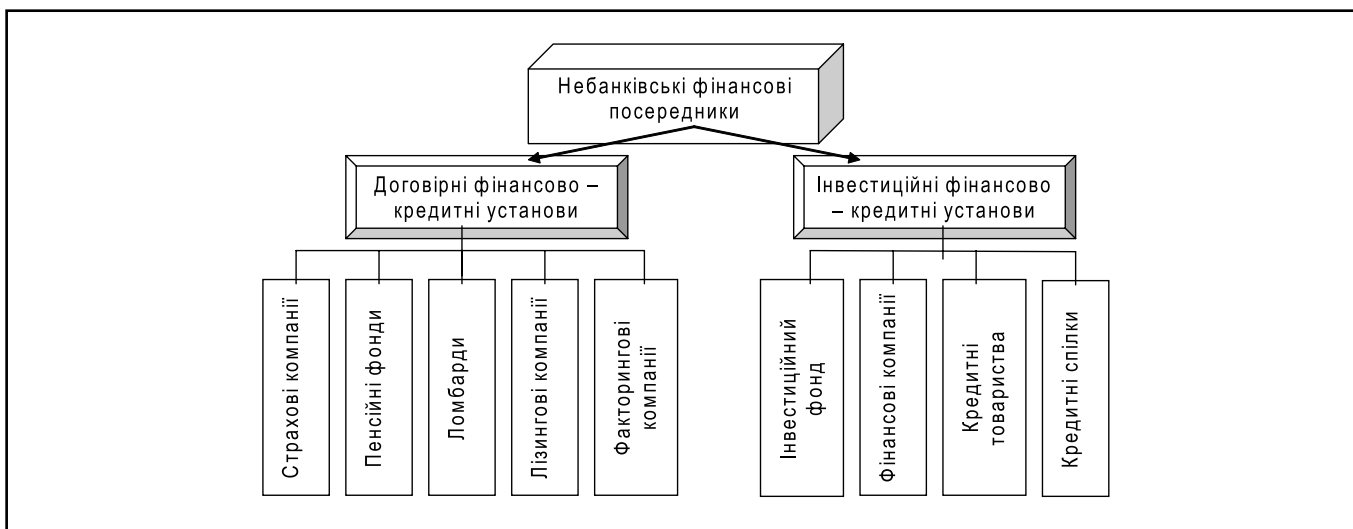 Небанківські фінансові
посередники
Договірні фінансово –
кредитні установи
Інвестиційні фінансово
– кредитні установи
Страхові компанії
Пенсійні фонди
Ломбарди
Лізингові компанії
Факторингові
компанії
Інвестиційний
фонд
Фінансові компанії
Кредитні
товариства
Кредитні спілки